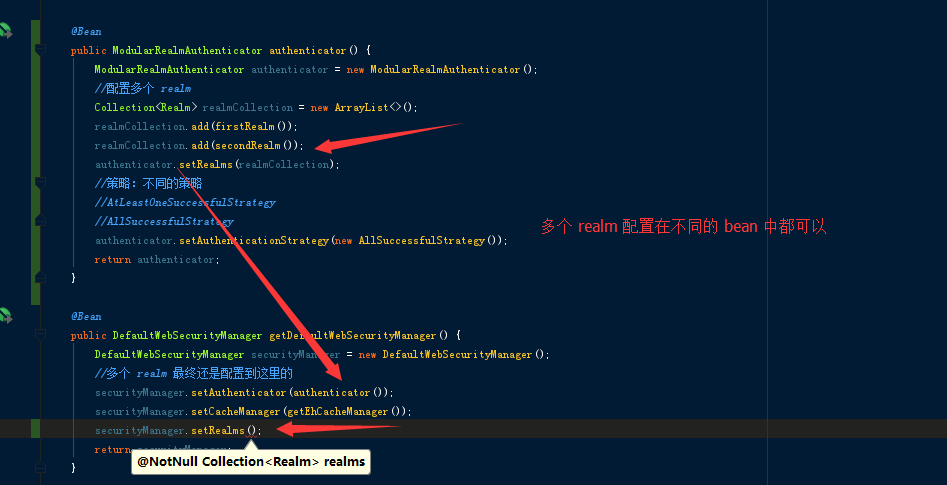 @Bean
public ModularRealmAuthenticator authenticator() {
ModularRealmAuthenticator authenticator = new ModularRealmAuthenticator();
//配置多个 realm
Collection<Realm> realmCollection = new ArrayList<>();
realmCollection.add(firstRealm());
realmCollection.add(secondRealm());
authenticator.setRealms(realmCollection);
//策略：不同的策略
//AtLeastOneSuccessfulStrategy
//AllSuccessfulStrategy
多个 realm 配置在不同的 bean 中都可以
authenticator.setAuthenticationStrategy(new AllSuccessfulStrategy());
return authenticator;
}
@Bean
public DefaultWebSecurityManager getDefaultWebSecurityManager() {
DefaultWebSecurityManager securityManager = new DefaultWebSecurityManager();
//多个 realm 最终还是配置到这里的
securityManager.setAuthenticator(authenticator());
securityManager.setCacheManager(getEhCacheManager());
securityManager.setRealms();
return
@NotNull Collection<Realm> realms
}